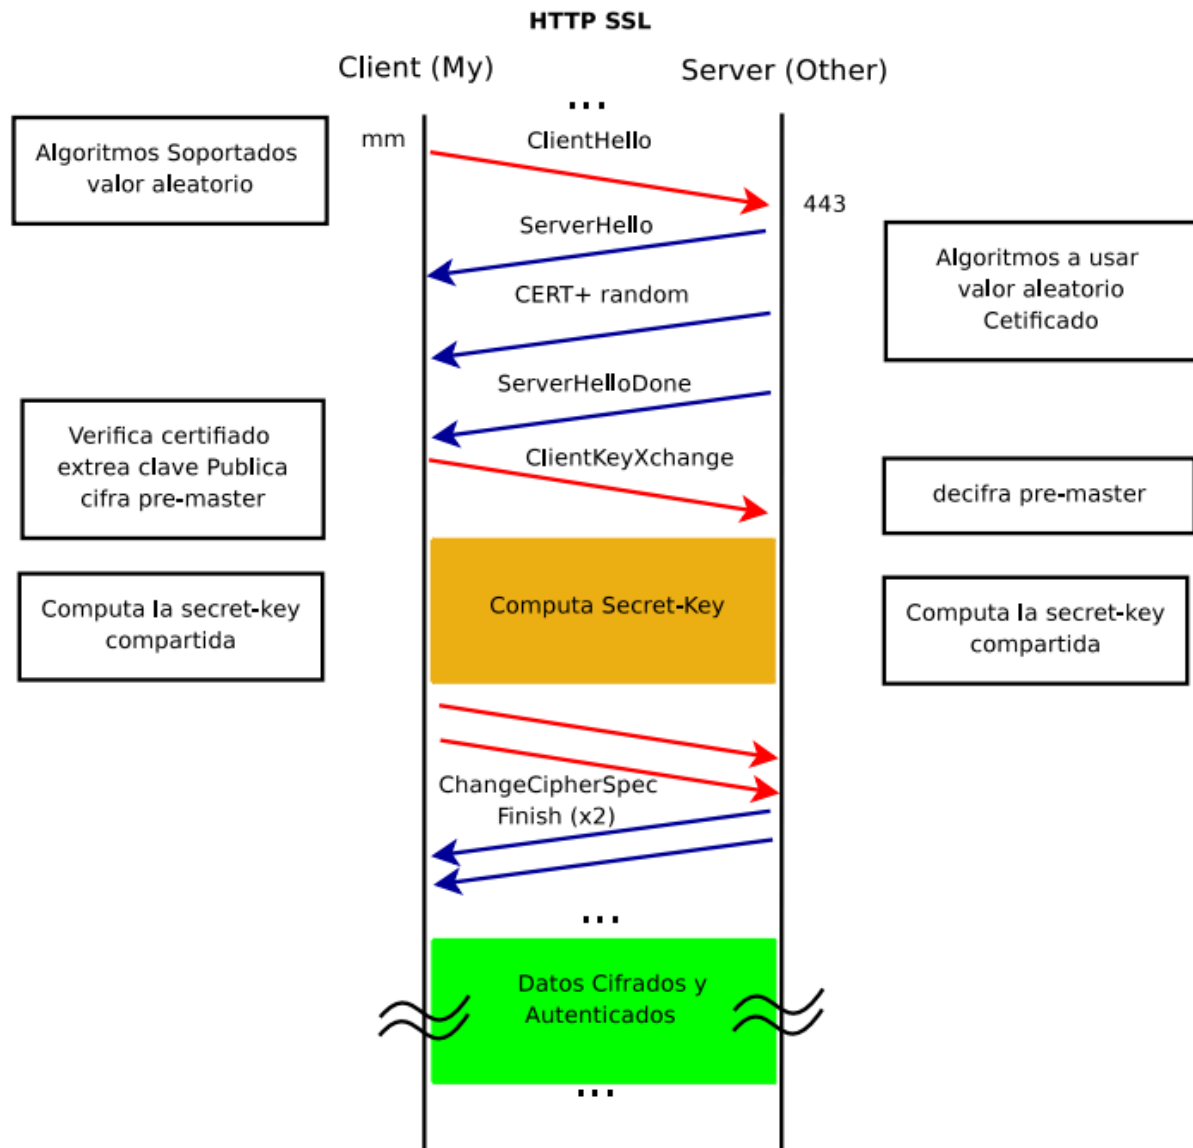 HTTP SSL
Client (My)
Server (Other)
...
mm
ClientHello
Algoritmos Soportados
valor aleatorio
443
ServerHello
Algoritmos a usar
valor aleatorio
Cetificado
CERT+ random
ServerHelloDone
Verifica certifiado
extrea clave Publica
cifra pre-master
ClientKeyXchange
decifra pre-master
Computa la secret-key
compartida
Computa Secret-Key
Computa la secret-key
compartida
ChangeCipherSpec
Finish (x2)
...
Datos Cifrados y
Autenticados
...